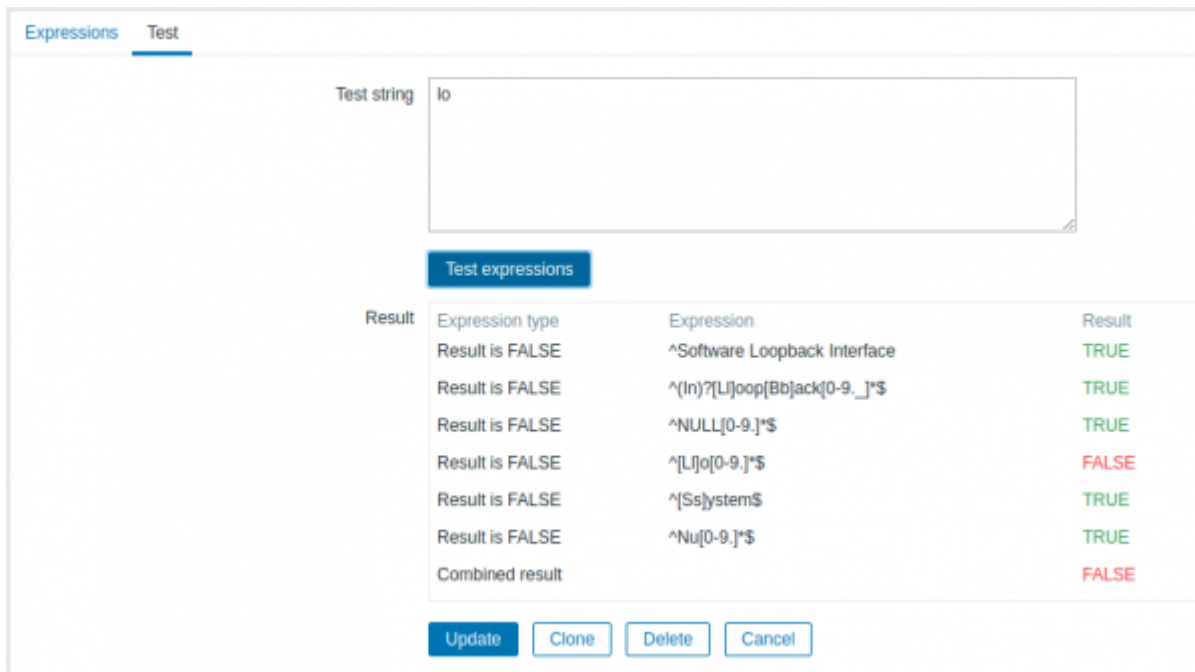 Expressions Test
Test string lo
Test expressions
Result Expression type Expression Result
Result is FALSE ^Software Loopback Interface TRUE
Result is FALSE ^(In)?[Ll]oop[Bb]ack[0-9._]*$ TRUE
Result is FALSE ^NULL[0-9.]*$ TRUE
Result is FALSE ^[Ll]o[0-9.]*$ FALSE
Result is FALSE ^[Ss]ystem$ TRUE
Result is FALSE ^Nu[0-9.]*$ TRUE
Combined result FALSE
Update Clone Delete Cancel